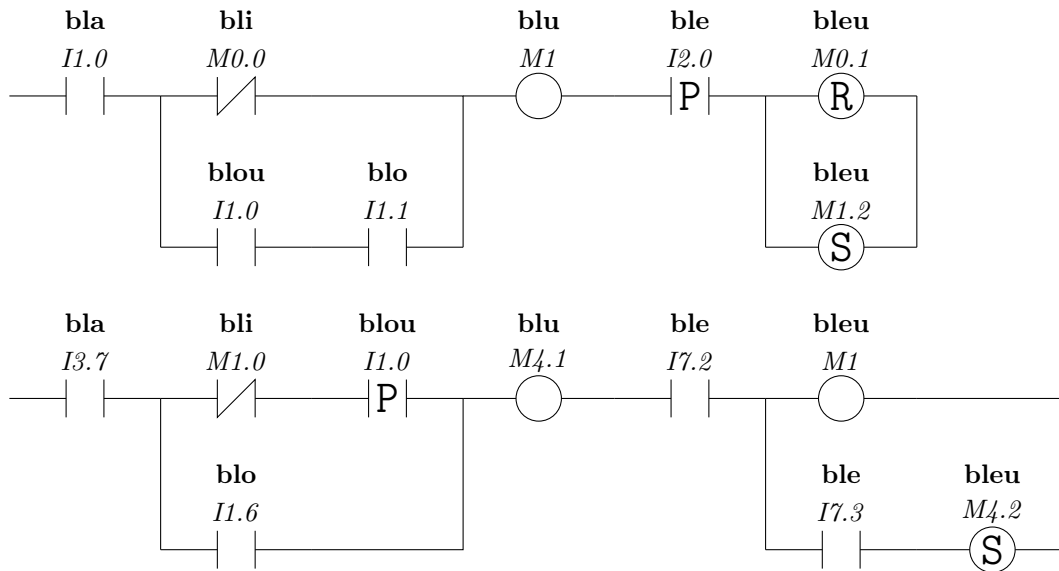 bla bli blu ble bleu
I1.0 M0.0 M1 I2.0 M0.1
P R
blou blo bleu
I1.0 I1.1 M1.2
S
bla bli blou blu ble bleu
I3.7 M1.0 I1.0 M4.1 I7.2 M1
P
blo ble bleu
I1.6 I7.3 M4.2
S